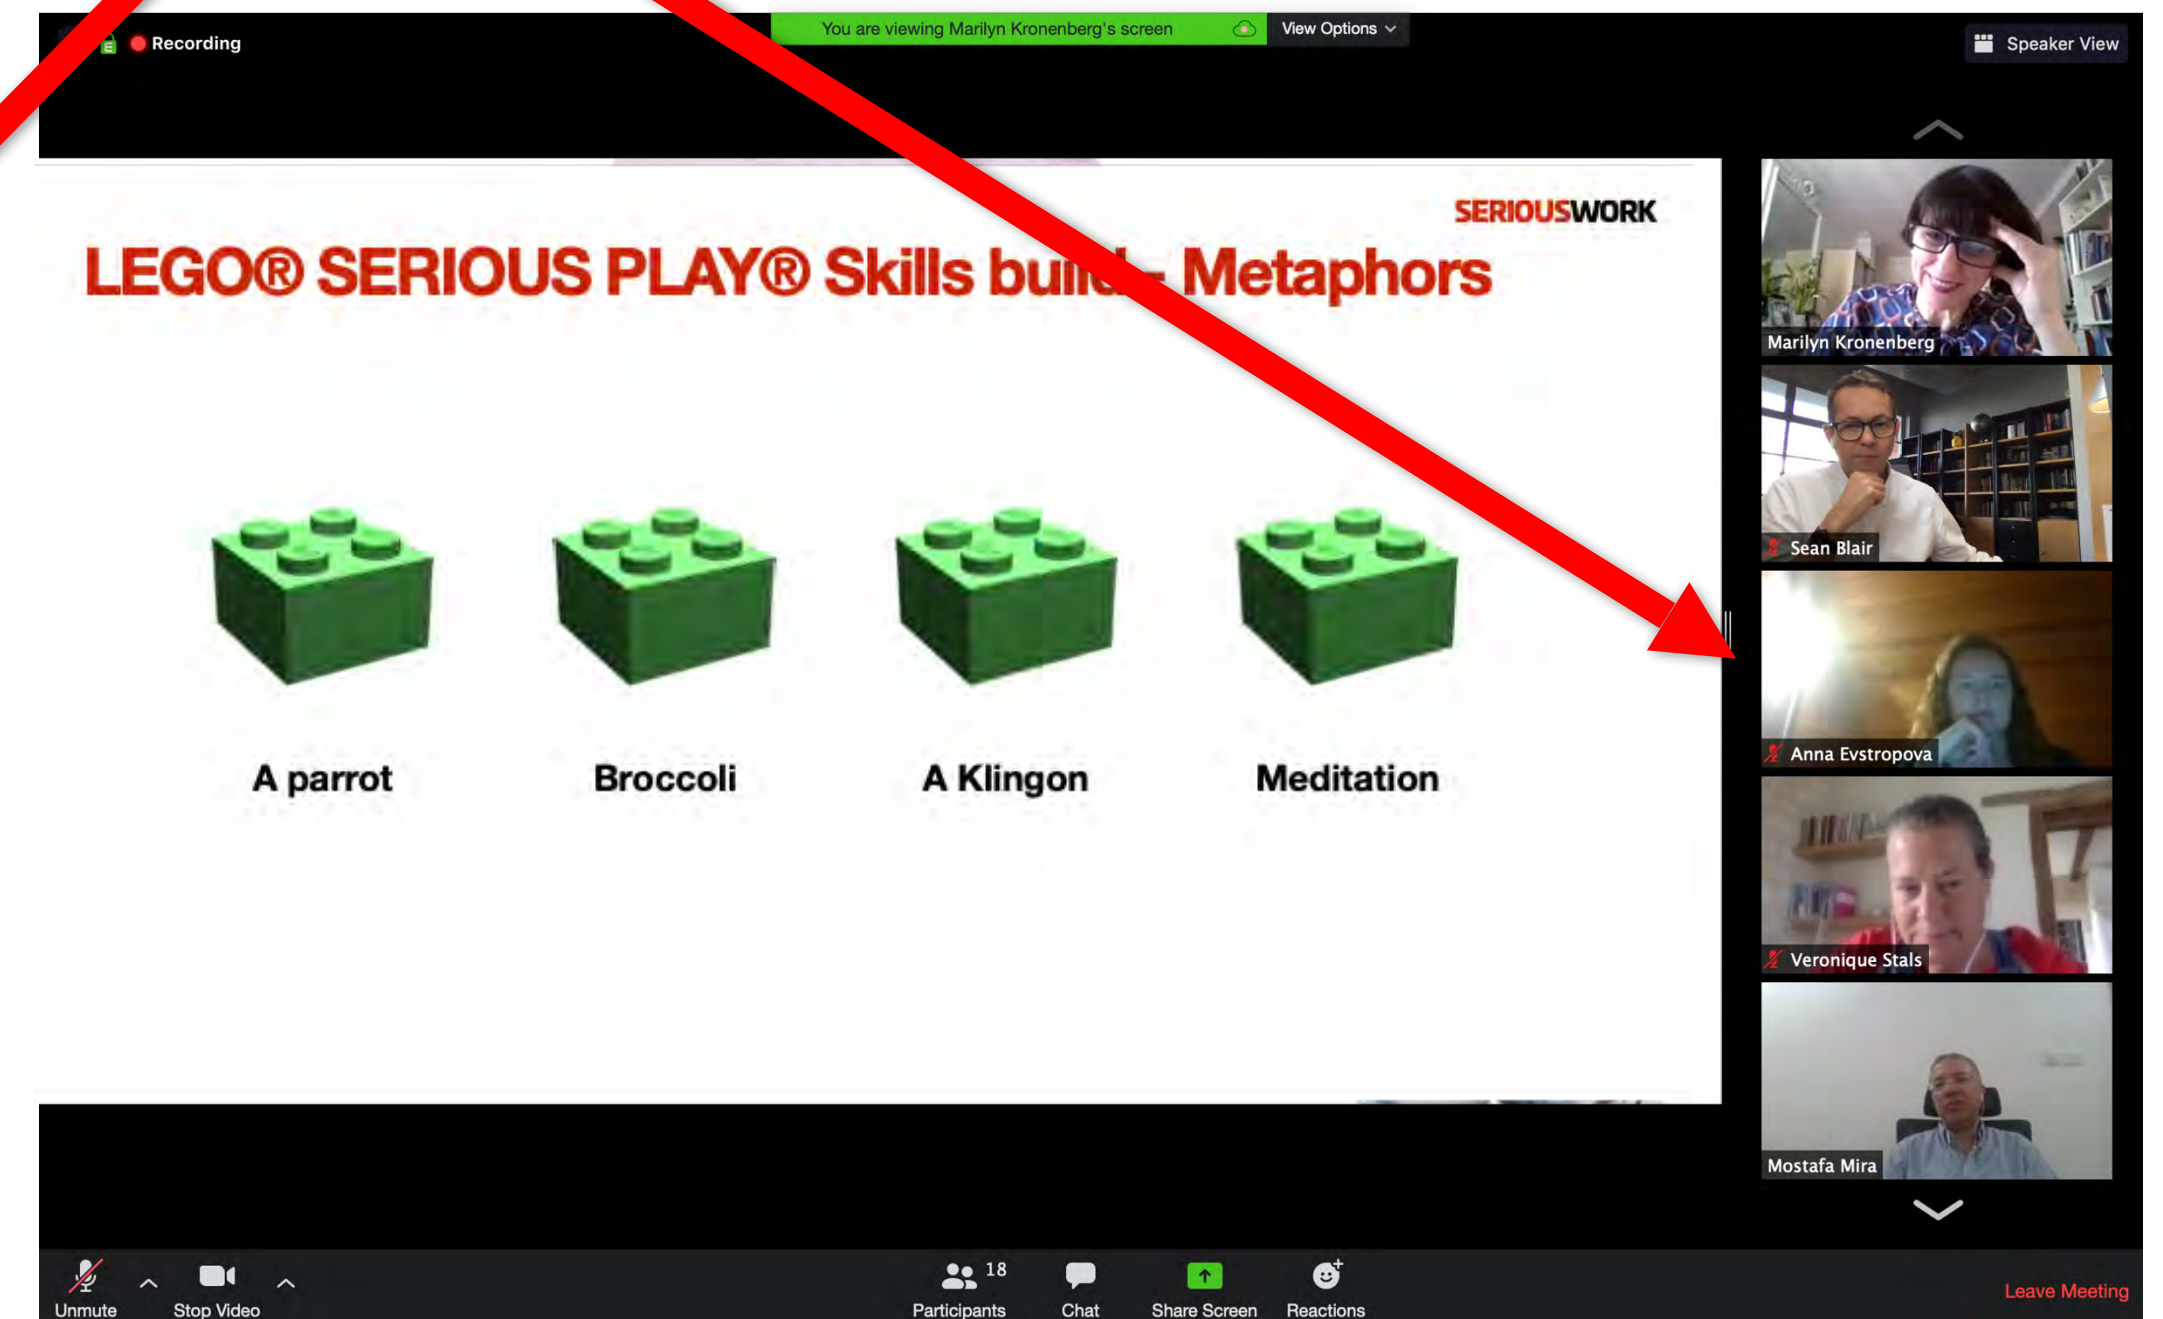 Recording
You are viewing Marilyn Kronenberg's screen
View Options
Speaker View
SERIOUSWORK
LEGO® SERIOUS PLAY® Skills build - Metaphors
A parrot
Broccoli
A Klingon
Meditation
Marilyn Kronenberg
Sean Blair
Anna Evstropova
Veronique Stals
Mostafa Mira
Unmute
Stop Video
18
Participants
Chat
Share Screen
Reactions
Leave Meeting